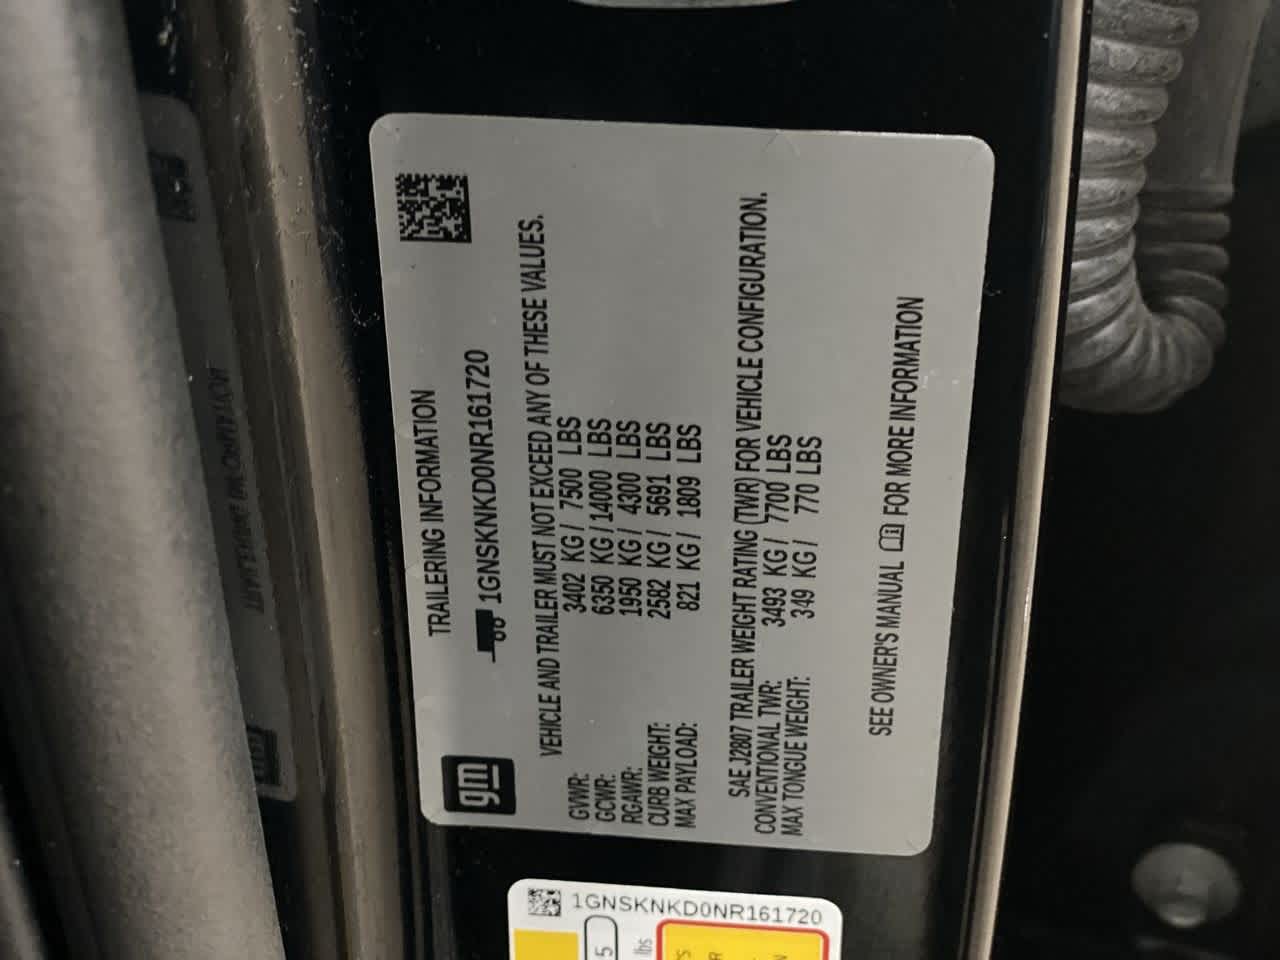 gm
TRAILERING INFORMATION
1GNSKNKD0NR161720
VEHICLE AND TRAILER MUST NOT EXCEED ANY OF THESE VALUES.
GVWR: 3402 KG / 7500 LBS
GCWR: 6350 KG / 14000 LBS
RGAWR: 1950 KG / 4300 LBS
CURB WEIGHT: 2582 KG / 5691 LBS
MAX PAYLOAD: 821 KG / 1809 LBS
SAE J2807 TRAILER WEIGHT RATING (TWR) FOR VEHICLE CONFIGURATION.
CONVENTIONAL TWR: 3493 KG / 7700 LBS
MAX TONGUE WEIGHT: 349 KG / 770 LBS
SEE OWNER'S MANUAL FOR MORE INFORMATION
1GNSKNKD0NR161720
5
lbs